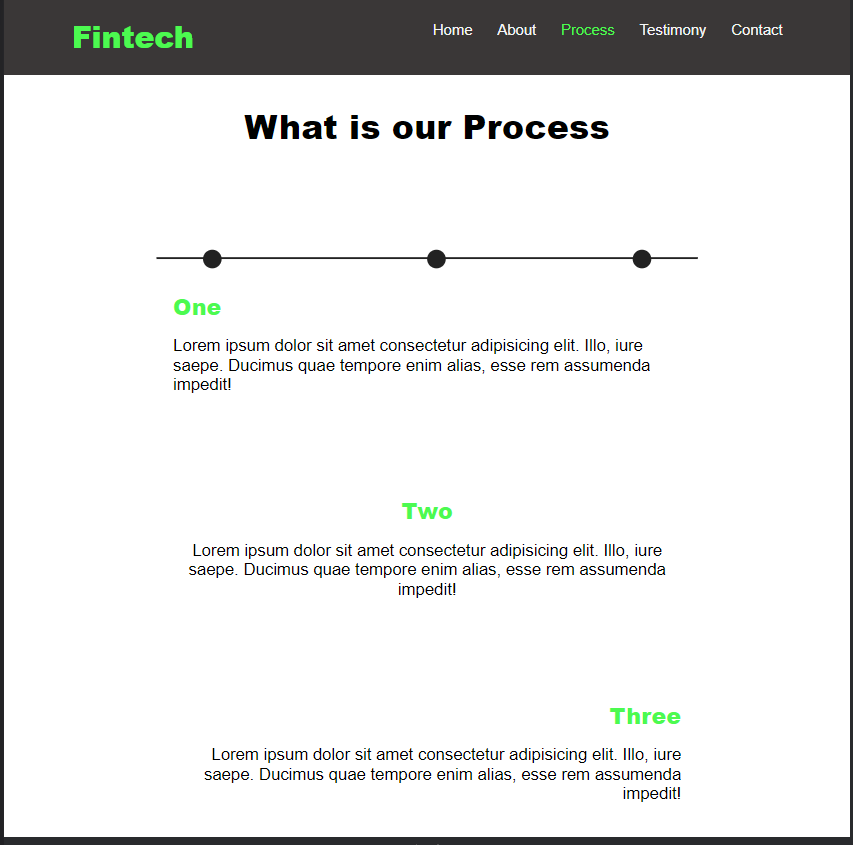 Fintech
Home About Process Testimony Contact
What is our Process
One
Lorem ipsum dolor sit amet consectetur adipisicing elit. Illo, iure
saepe. Ducimus quae tempore enim alias, esse rem assumenda
impedit!
Two
Lorem ipsum dolor sit amet consectetur adipisicing elit. Illo, iure
saepe. Ducimus quae tempore enim alias, esse rem assumenda
impedit!
Three
Lorem ipsum dolor sit amet consectetur adipisicing elit. Illo, iure
saepe. Ducimus quae tempore enim alias, esse rem assumenda
impedit!